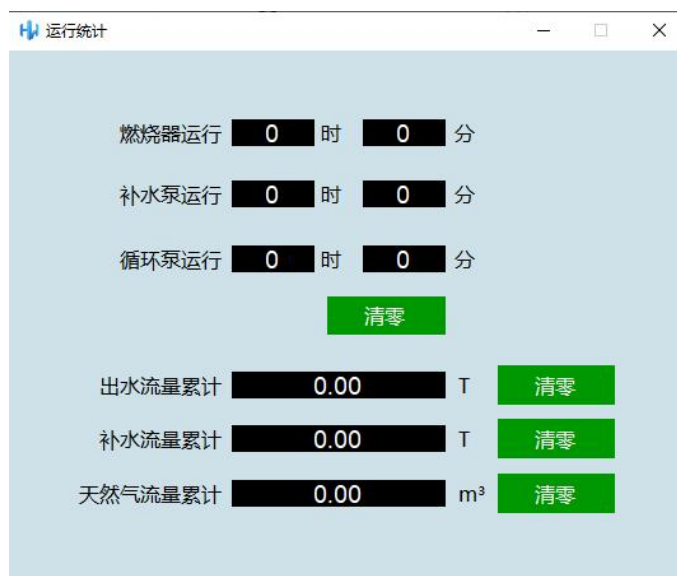 运行统计
燃烧器运行 0 时 0 分
补水泵运行 0 时 0 分
循环泵运行 0 时 0 分
清零
出水流量累计 0.00 T 清零
补水流量累计 0.00 T 清零
天然气流量累计 0.00 m³ 清零